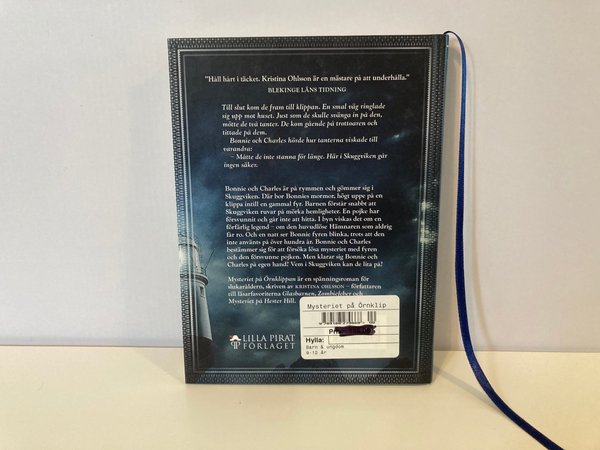 "Håll hårt i täcket. Kristina Ohlsson är en mästare på att underhålla."
BLEKINGE LÄNS TIDNING
Till slut kom de fram till klippan. En smal väg ringlade
sig upp mot huset. Just som de skulle svänga in på den,
mötte de två tanter. De kom gående på trottoaren och
tittade på dem.
Bonnie och Charles hörde hur tanterna viskade till
varandra:
– Måtte de inte stanna för länge. Här i Skuggviken går
ingen säker.
Bonnie och Charles är på rymmen och gömmer sig i
Skuggviken. Där bor Bonnies mormor, högt uppe på en
klippa intill en gammal fyr. Barnen förstår snabbt att
Skuggviken ruvar på mörka hemligheter. En pojke har
försvunnit och går inte att hitta. I byn viskas det om en
förfärlig legend – om den huvudlöse Hämnaren som aldrig
får ro. Och en natt ser Bonnie fyren blinka, trots att den
inte använts på över hundra år. Bonnie och Charles
bestämmer sig för att försöka lösa mysteriet med fyren
och den försvunne pojken. Men klarar sig Bonnie och
Charles på egen hand? Vem i Skuggviken kan de lita på?
Mysteriet på Örnklippan är en spänningsroman för
slukaråldern, skriven av KRISTINA OHLSSON – författaren
till läsarfavoriterna Glasbarnen, Zombiefeber och
Mysteriet på Hester Hill.
Mysteriet på Örnklip
Hylla:
Barn & ungdom
9-12 år
LILLA PIRAT
FÖRLAGET